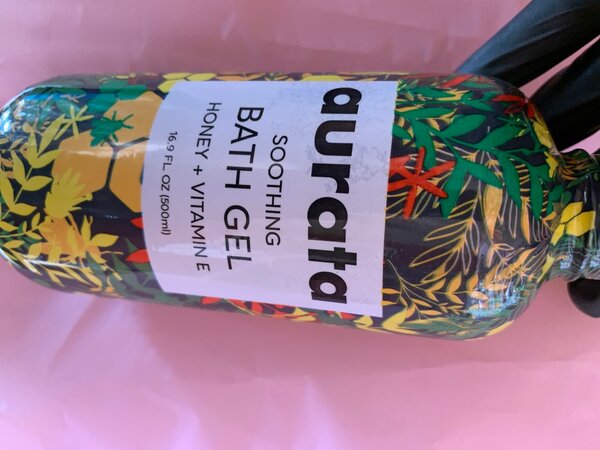 aurata
SOOTHING
BATH GEL
HONEY + VITAMIN E
16.9 FL OZ (500ml)